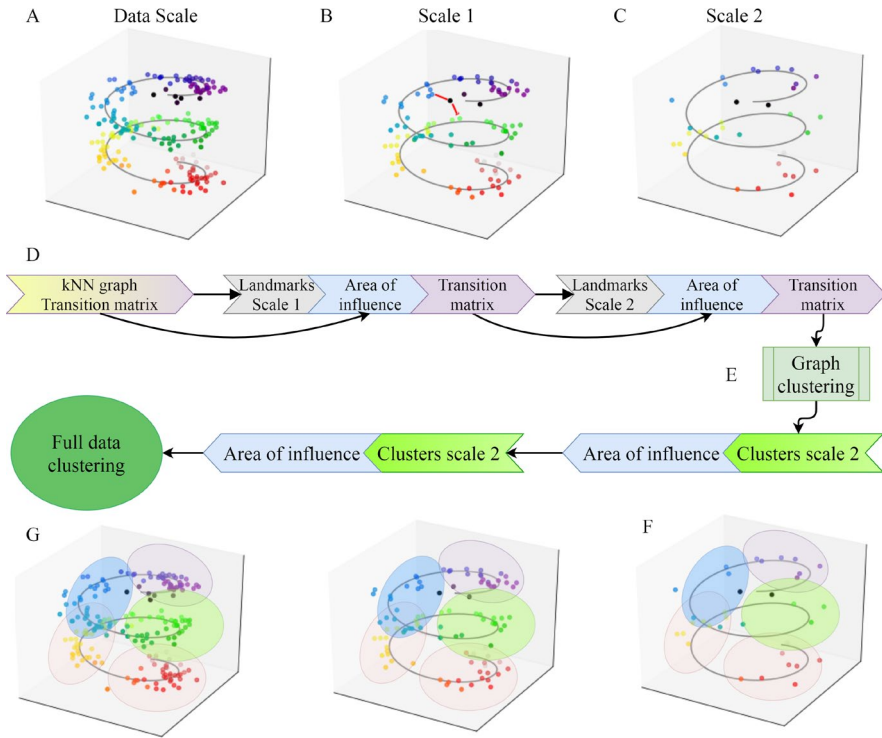 A Data Scale B Scale 1 C Scale 2
D
kNN graph
Transition matrix
Landmarks
Scale 1
Area of
influence
Transition
matrix
Landmarks
Scale 2
Area of
influence
Transition
matrix
E
Graph
clustering
Full data
clustering
Area of influence
Clusters scale 2
Area of influence
Clusters scale 2
G
F